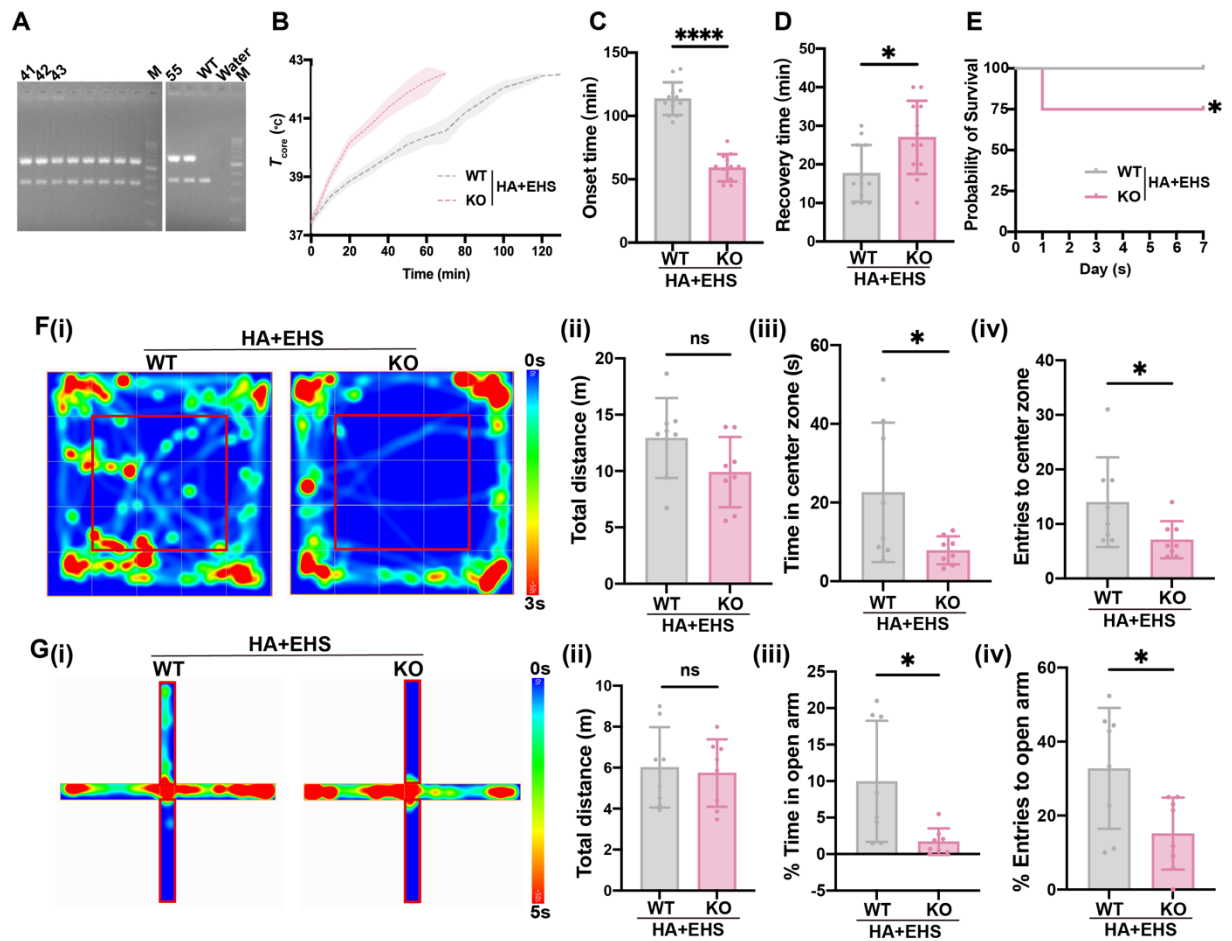 A
41
42
43
M
55
WT
Water
M
B
T core (°C)
43
41
39
37
0
20
40
60
80
100
120
Time (min)
WT
KO
HA+EHS
C
****
Onset time (min)
150
100
50
0
WT
KO
HA+EHS
D
*
Recovery time (min)
50
40
30
20
10
0
WT
KO
HA+EHS
E
Probability of Survival
100
75
50
25
0
*
WT
KO
HA+EHS
0
1
2
3
4
5
6
7
Day (s)
F (i)
HA+EHS
WT
KO
0s
3s
(ii)
ns
Total distance (m)
20
15
10
5
0
WT
KO
HA+EHS
(iii)
*
Time in center zone (s)
60
40
20
0
WT
KO
HA+EHS
(iv)
*
Entries to center zone
40
30
20
10
0
WT
KO
HA+EHS
G (i)
HA+EHS
WT
KO
0s
5s
(ii)
ns
Total distance (m)
10
8
6
4
2
0
WT
KO
HA+EHS
(iii)
*
% Time in open arm
25
20
15
10
5
0
-5
WT
KO
HA+EHS
(iv)
*
% Entries to open arm
60
40
20
0
WT
KO
HA+EHS